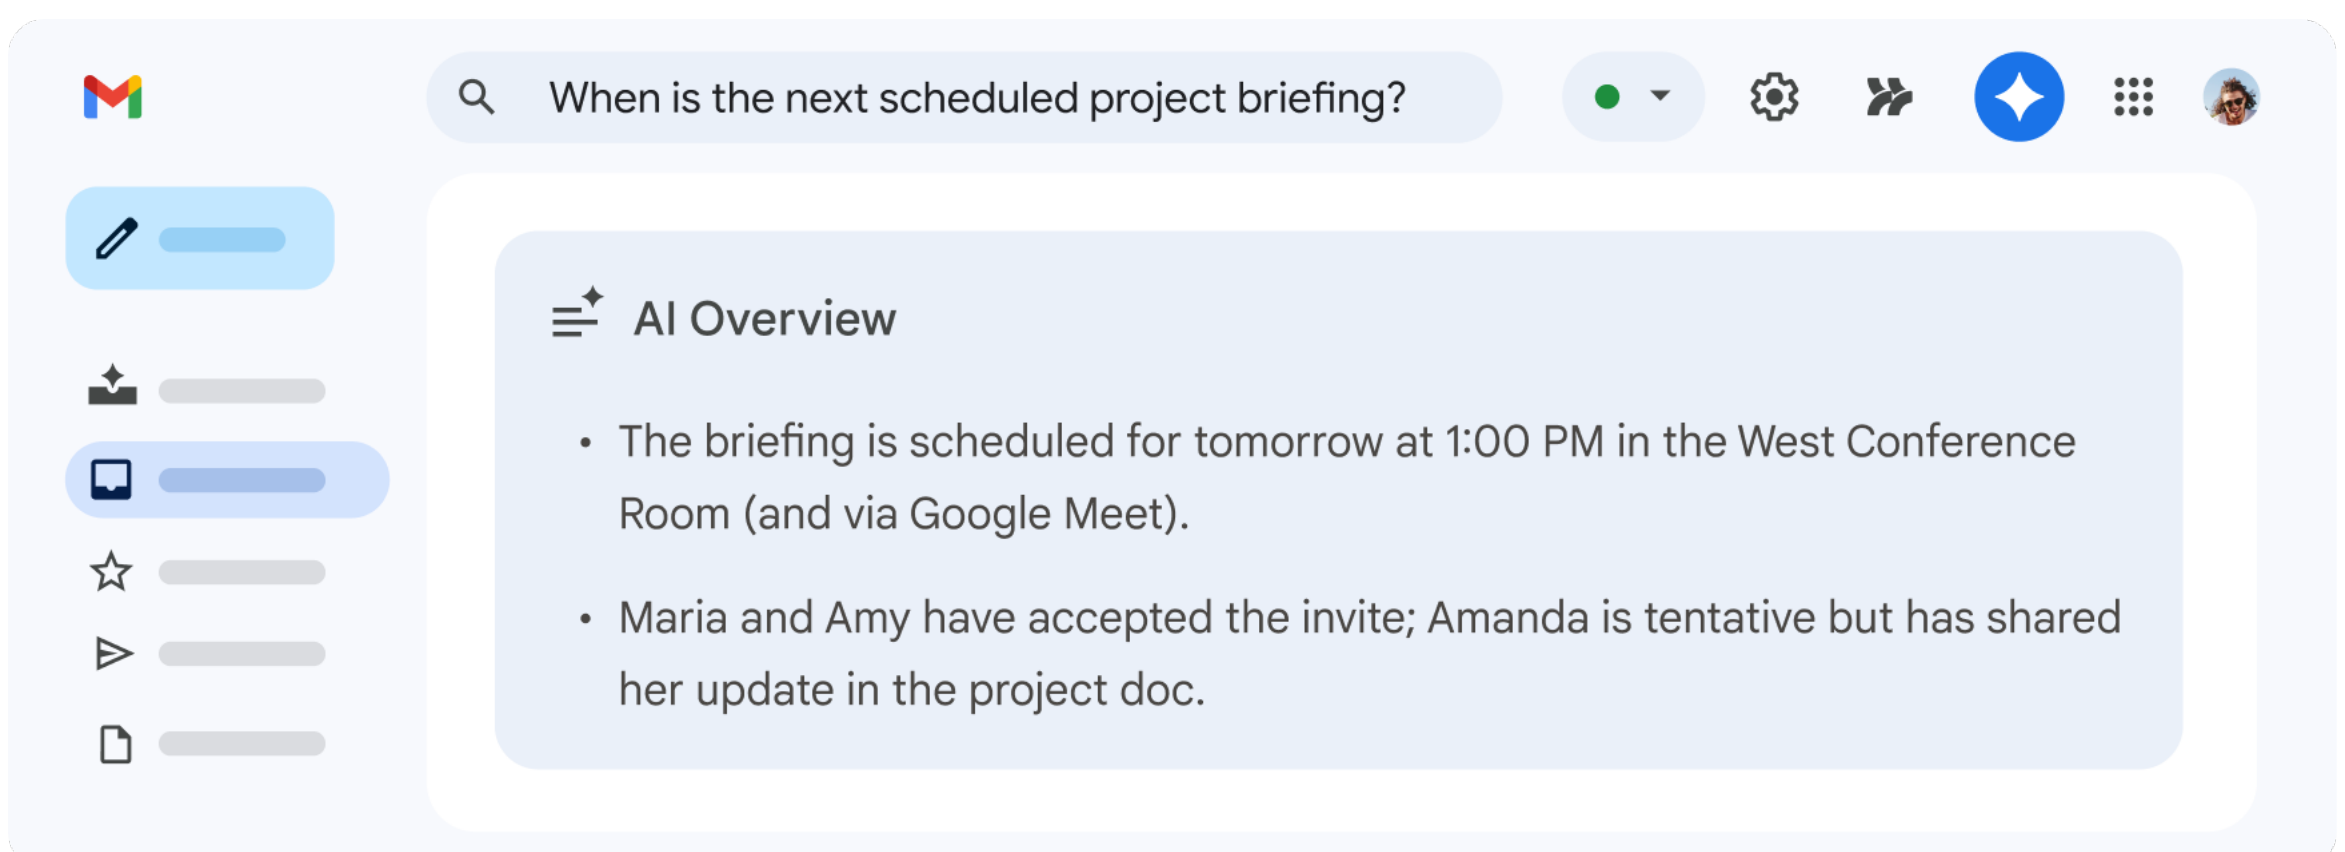 When is the next scheduled project briefing?
AI Overview
• The briefing is scheduled for tomorrow at 1:00 PM in the West Conference
Room (and via Google Meet).
• Maria and Amy have accepted the invite; Amanda is tentative but has shared
her update in the project doc.